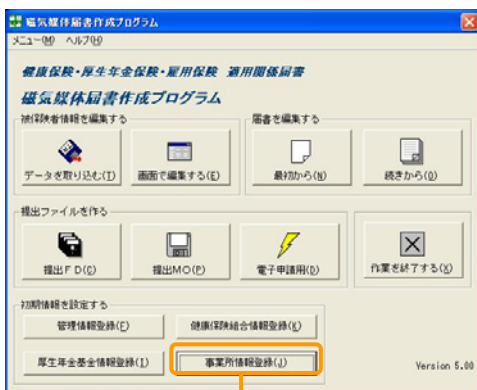 磁気媒体届書作成プログラム
メニュー(M) ヘルプ(H)
健康保険・厚生年金保険・雇用保険 適用関係届書
磁気媒体届書作成プログラム
被保険者情報を編集する
届書を編集する
データを取り込む(T)
画面で編集する(E)
最初から(N)
続きから(O)
提出ファイルを作る
提出FD(C)
提出MO(P)
電子申請用(D)
作業を終了する(X)
初期情報を設定する
管理情報登録(F)
健康保険組合情報登録(K)
厚生年金基金情報登録(I)
事業所情報登録(J)
Version 5.00